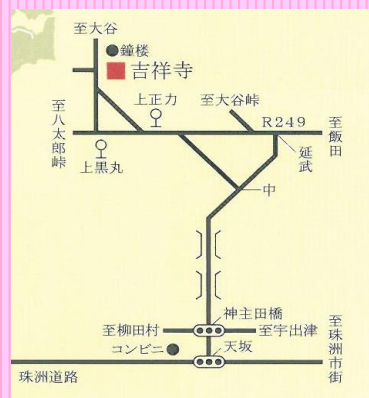 至大谷
鐘楼
吉祥寺
上正力
至大谷峠
R249
至八太郎峠
至飯田
上黒丸
延武
中
神主田橋
至柳田村
至宇出津
コンビニ
天坂
至珠洲市街
珠洲道路